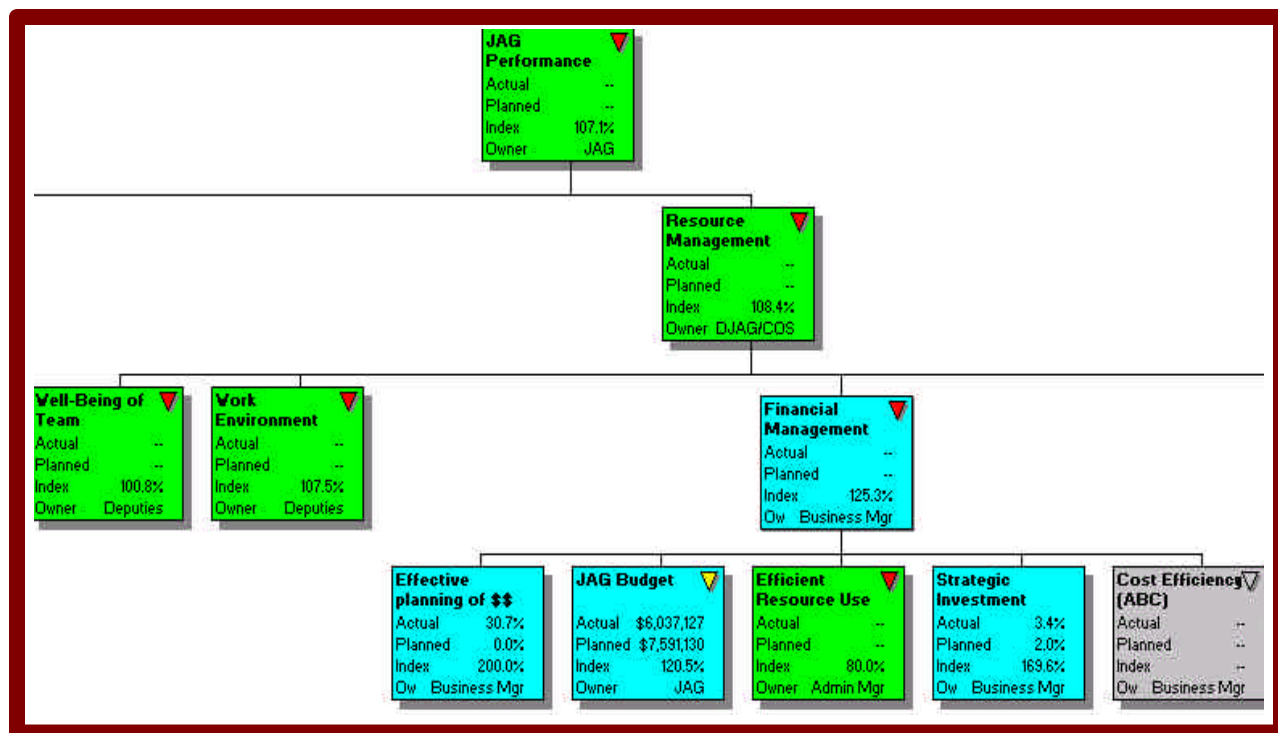 JAG
Performance
Actual --
Planned --
Index 107.1%
Owner JAG
Resource
Management
Actual --
Planned --
Index 108.4%
Owner DJAG/COS
Well-Being of
Team
Actual --
Planned --
Index 100.8%
Owner Deputies
Work
Environment
Actual --
Planned --
Index 107.5%
Owner Deputies
Financial
Management
Actual --
Planned --
Index 125.3%
Ow Business Mgr
Effective
planning of $$
Actual 30.7%
Planned 0.0%
Index 200.0%
Ow Business Mgr
JAG Budget
Actual $6,037,127
Planned $7,591,130
Index 120.5%
Owner JAG
Efficient
Resource Use
Actual --
Planned --
Index 80.0%
Owner Admin Mgr
Strategic
Investment
Actual 3.4%
Planned 2.0%
Index 169.6%
Ow Business Mgr
Cost Efficiency
(ABC)
Actual --
Planned --
Index --
Ow Business Mgr